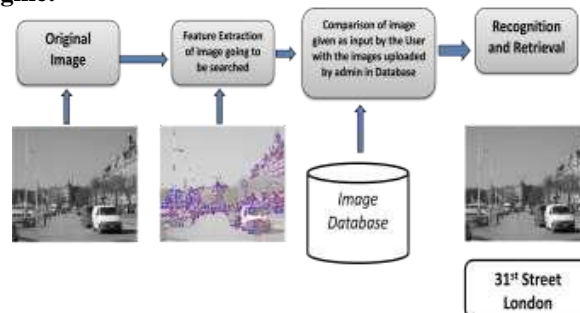 Original
Image
Feature Extraction
of image going to
be searched
Comparison of image
given as input by the User
with the images uploaded
by admin in Database
Recognition
and Retrieval
Image
Database
31st Street
London